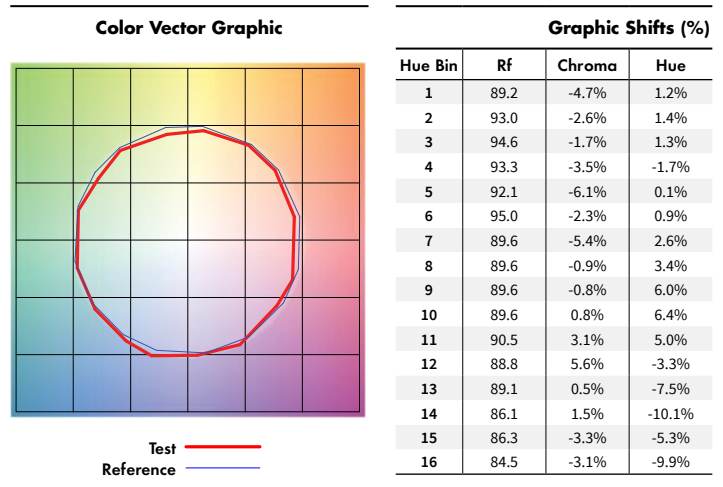 Color Vector Graphic
Test
Reference
Graphic Shifts (%)
Hue Bin Rf Chroma Hue
1 89.2 -4.7% 1.2%
2 93.0 -2.6% 1.4%
3 94.6 -1.7% 1.3%
4 93.3 -3.5% -1.7%
5 92.1 -6.1% 0.1%
6 95.0 -2.3% 0.9%
7 89.6 -5.4% 2.6%
8 89.6 -0.9% 3.4%
9 89.6 -0.8% 6.0%
10 89.6 0.8% 6.4%
11 90.5 3.1% 5.0%
12 88.8 5.6% -3.3%
13 89.1 0.5% -7.5%
14 86.1 1.5% -10.1%
15 86.3 -3.3% -5.3%
16 84.5 -3.1% -9.9%